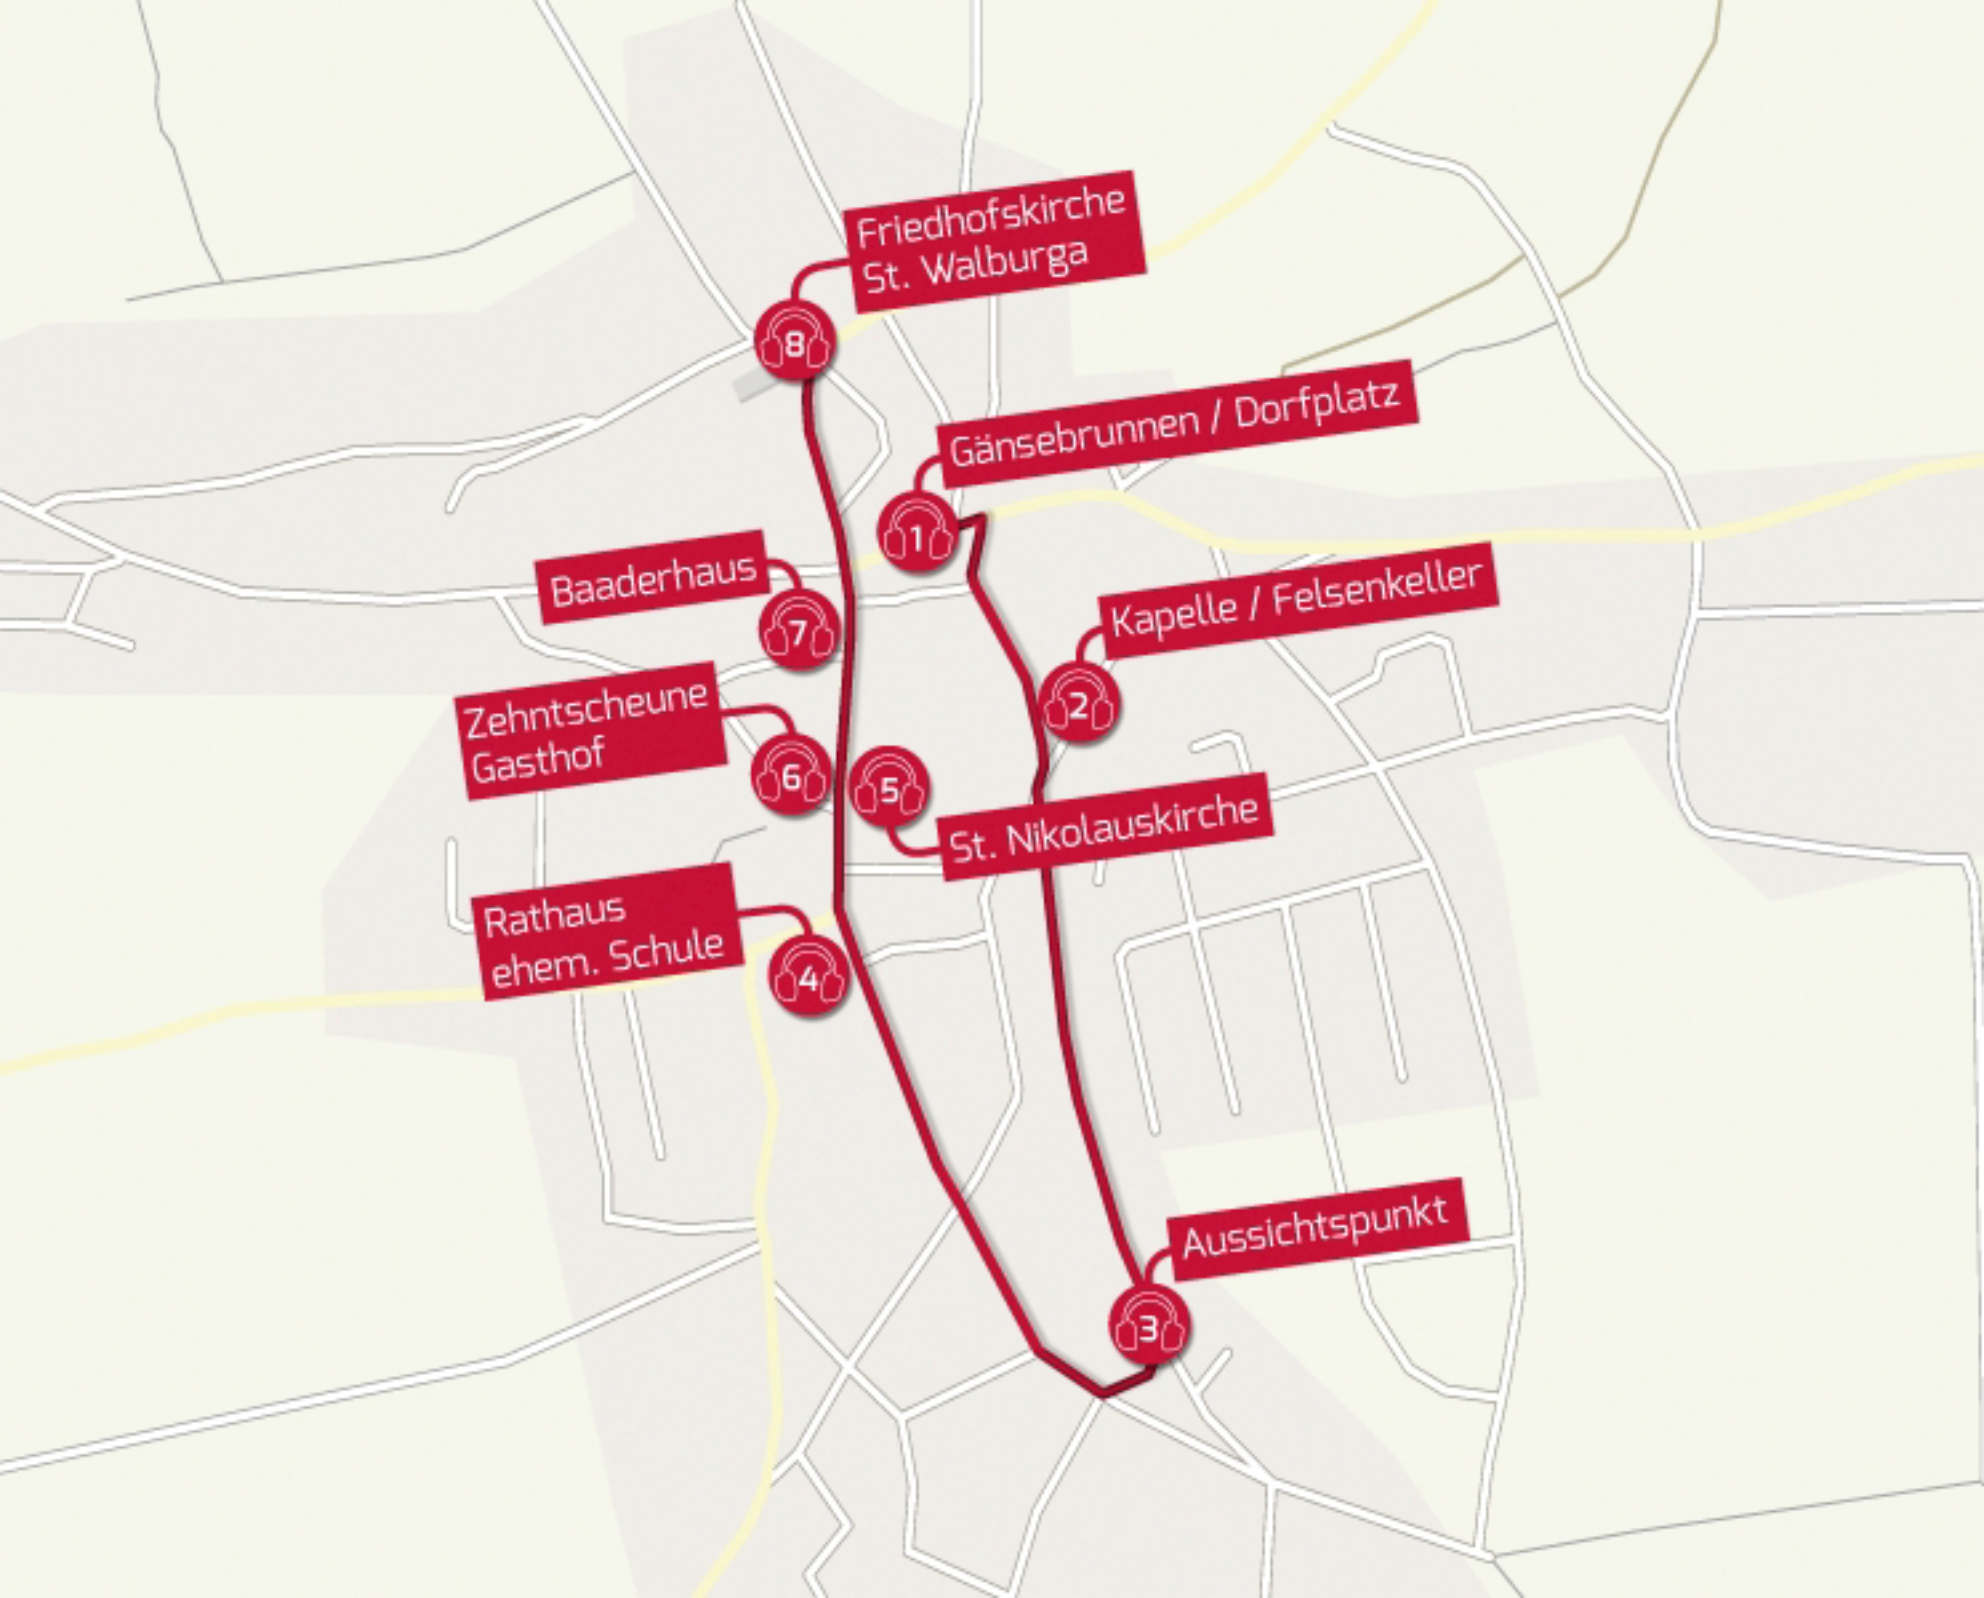 Friedhofskirche
St. Walburga
8
Gänsebrunnen / Dorfplatz
1
Baaderhaus
7
Kapelle / Felsenkeller
2
Zehntscheune
Gasthof
6
5
St. Nikolauskirche
Rathaus
ehem. Schule
4
Aussichtspunkt
3